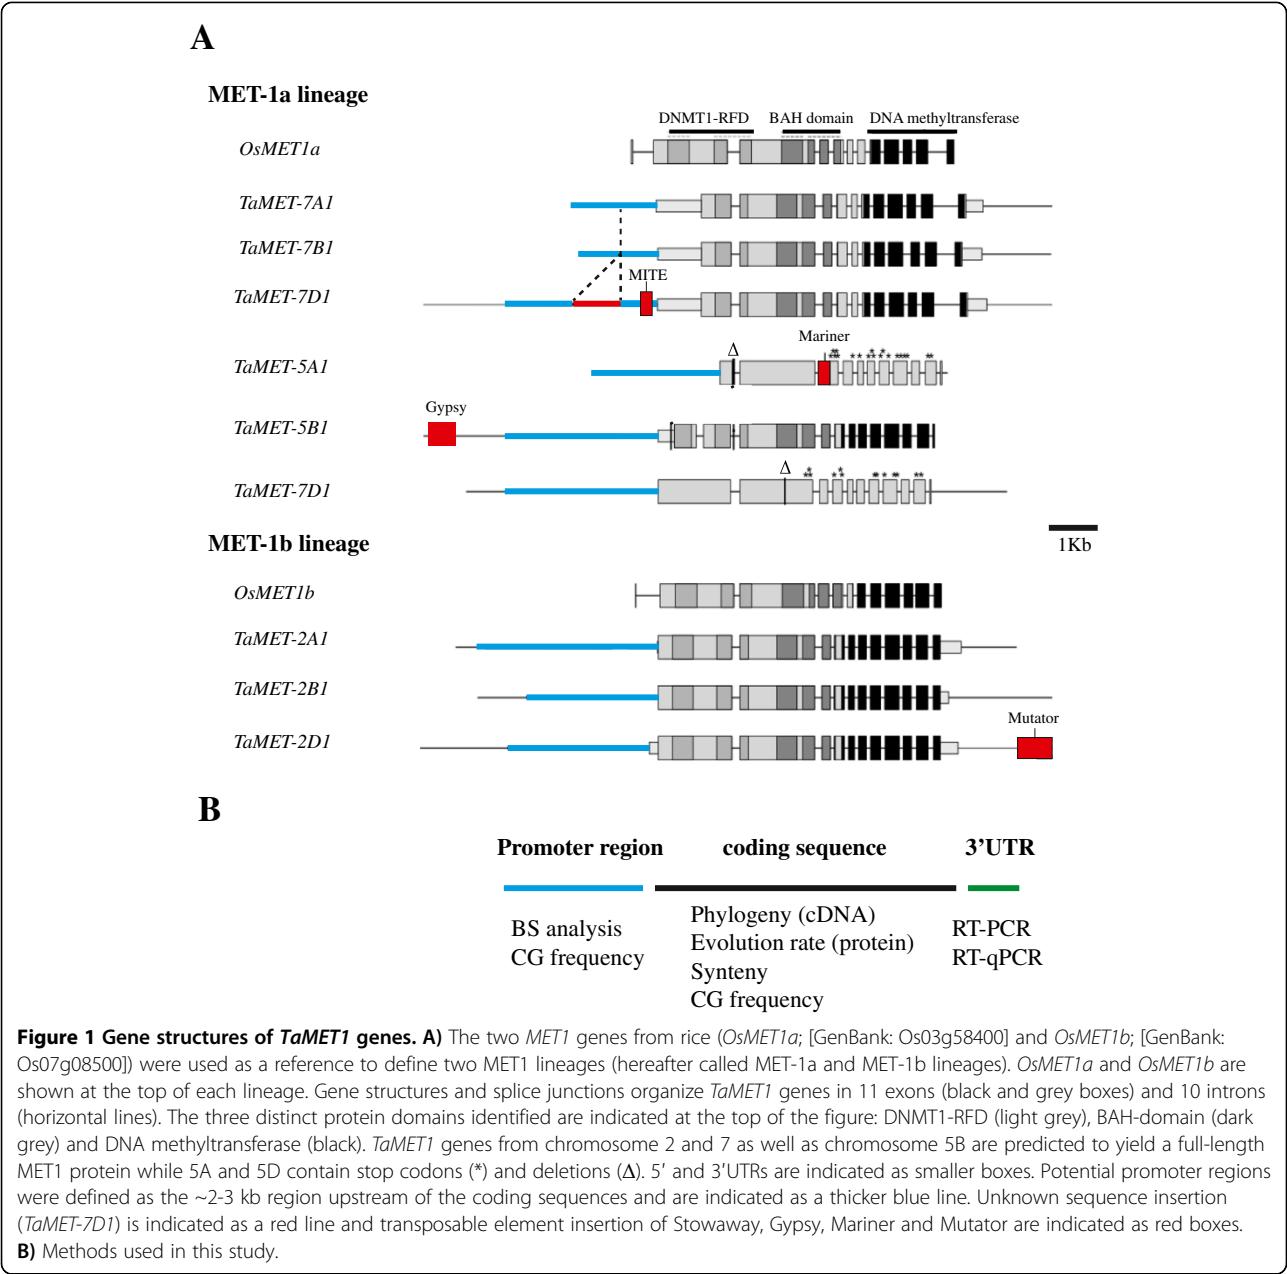 A
MET-1a lineage
DNMT1-RFD BAH domain DNA methyltransferase
OsMET1a
TaMET-7A1
TaMET-7B1
MITE
TaMET-7D1
Mariner
Δ
** ** * * * * * * * **** **
TaMET-5A1
Gypsy
TaMET-5B1
Δ
* ** * ** ** * ** **
TaMET-7D1
1Kb
MET-1b lineage
OsMET1b
TaMET-2A1
TaMET-2B1
Mutator
TaMET-2D1
B
Promoter region coding sequence 3’UTR
BS analysis
CG frequency
Phylogeny (cDNA)
Evolution rate (protein)
Synteny
CG frequency
RT-PCR
RT-qPCR
Figure 1 Gene structures of TaMET1 genes. A) The two MET1 genes from rice (OsMET1a; [GenBank: Os03g58400] and OsMET1b; [GenBank:
Os07g08500]) were used as a reference to define two MET1 lineages (hereafter called MET-1a and MET-1b lineages). OsMET1a and OsMET1b are
shown at the top of each lineage. Gene structures and splice junctions organize TaMET1 genes in 11 exons (black and grey boxes) and 10 introns
(horizontal lines). The three distinct protein domains identified are indicated at the top of the figure: DNMT1-RFD (light grey), BAH-domain (dark
grey) and DNA methyltransferase (black). TaMET1 genes from chromosome 2 and 7 as well as chromosome 5B are predicted to yield a full-length
MET1 protein while 5A and 5D contain stop codons (*) and deletions (Δ). 5′ and 3′UTRs are indicated as smaller boxes. Potential promoter regions
were defined as the ~2-3 kb region upstream of the coding sequences and are indicated as a thicker blue line. Unknown sequence insertion
(TaMET-7D1) is indicated as a red line and transposable element insertion of Stowaway, Gypsy, Mariner and Mutator are indicated as red boxes.
B) Methods used in this study.